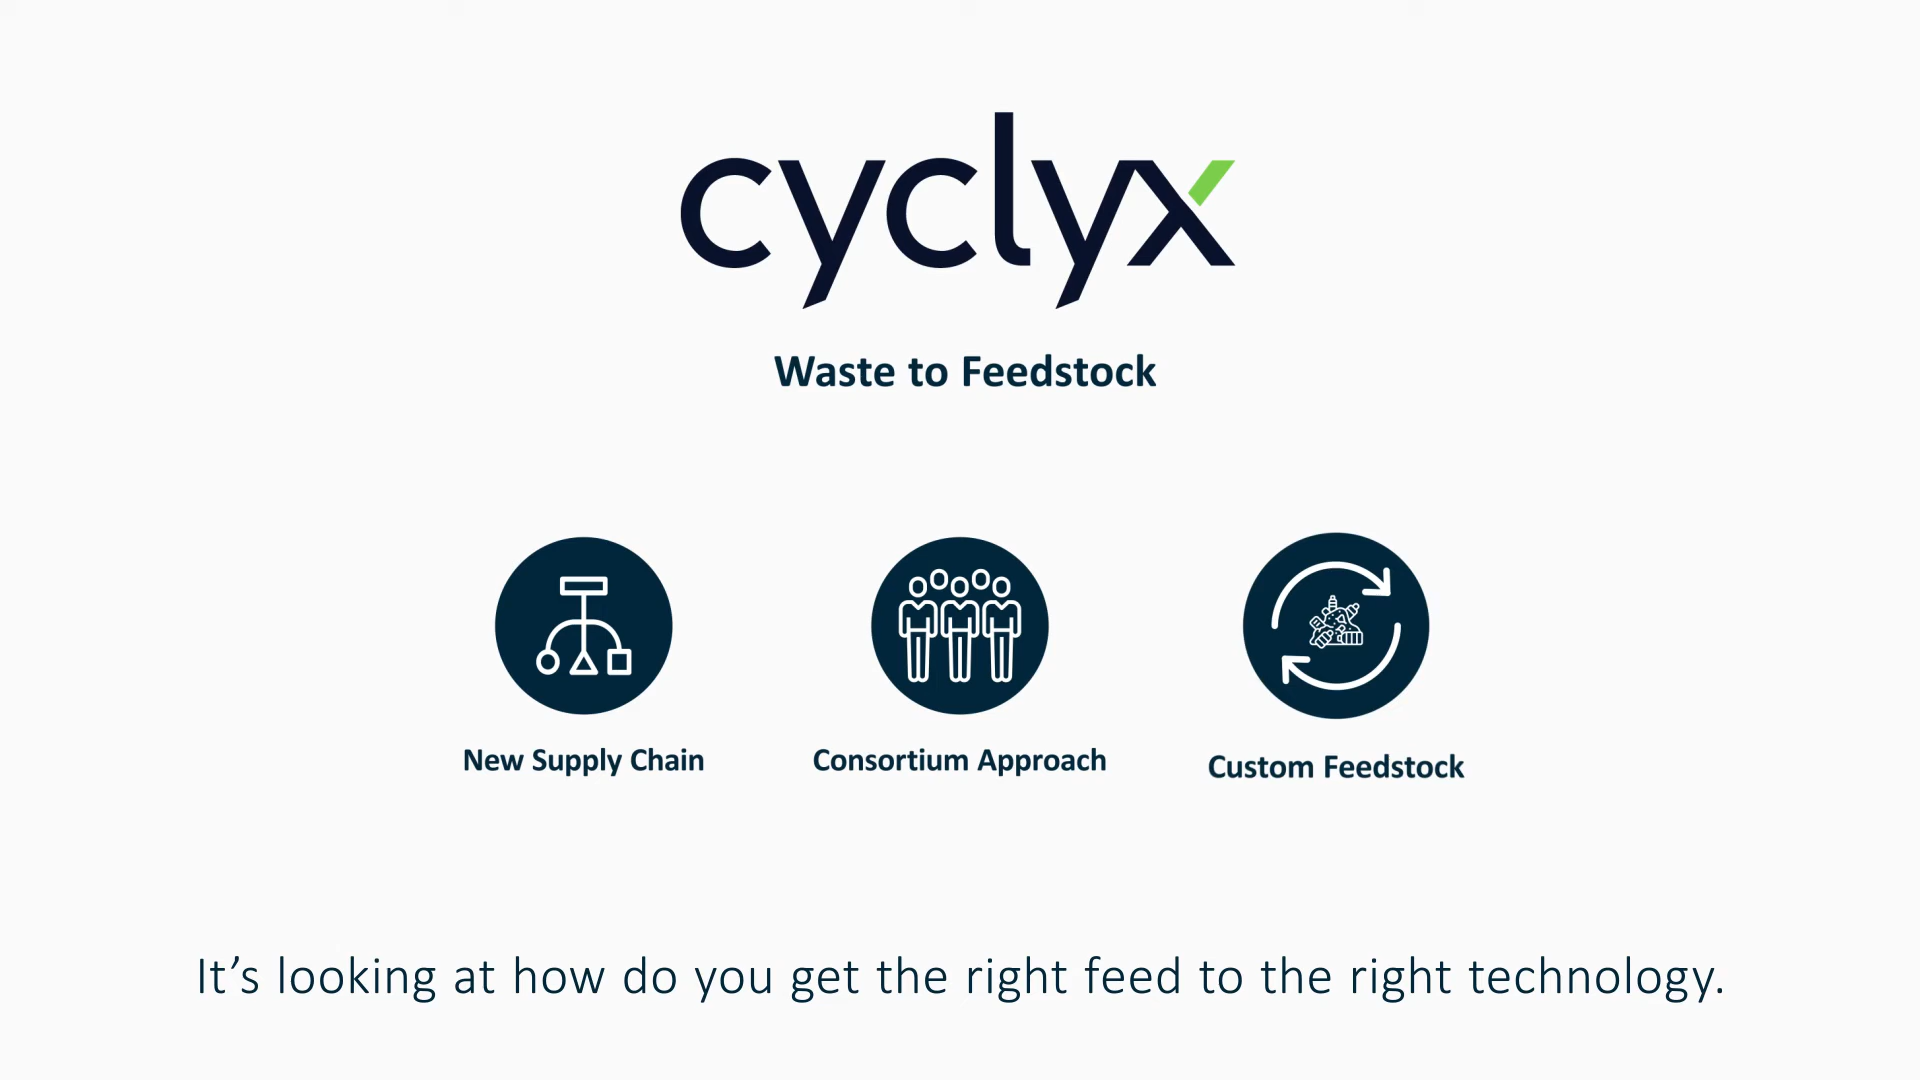 cyclyx
Waste to Feedstock
New Supply Chain
Consortium Approach
Custom Feedstock
It’s looking at how do you get the right feed to the right technology.